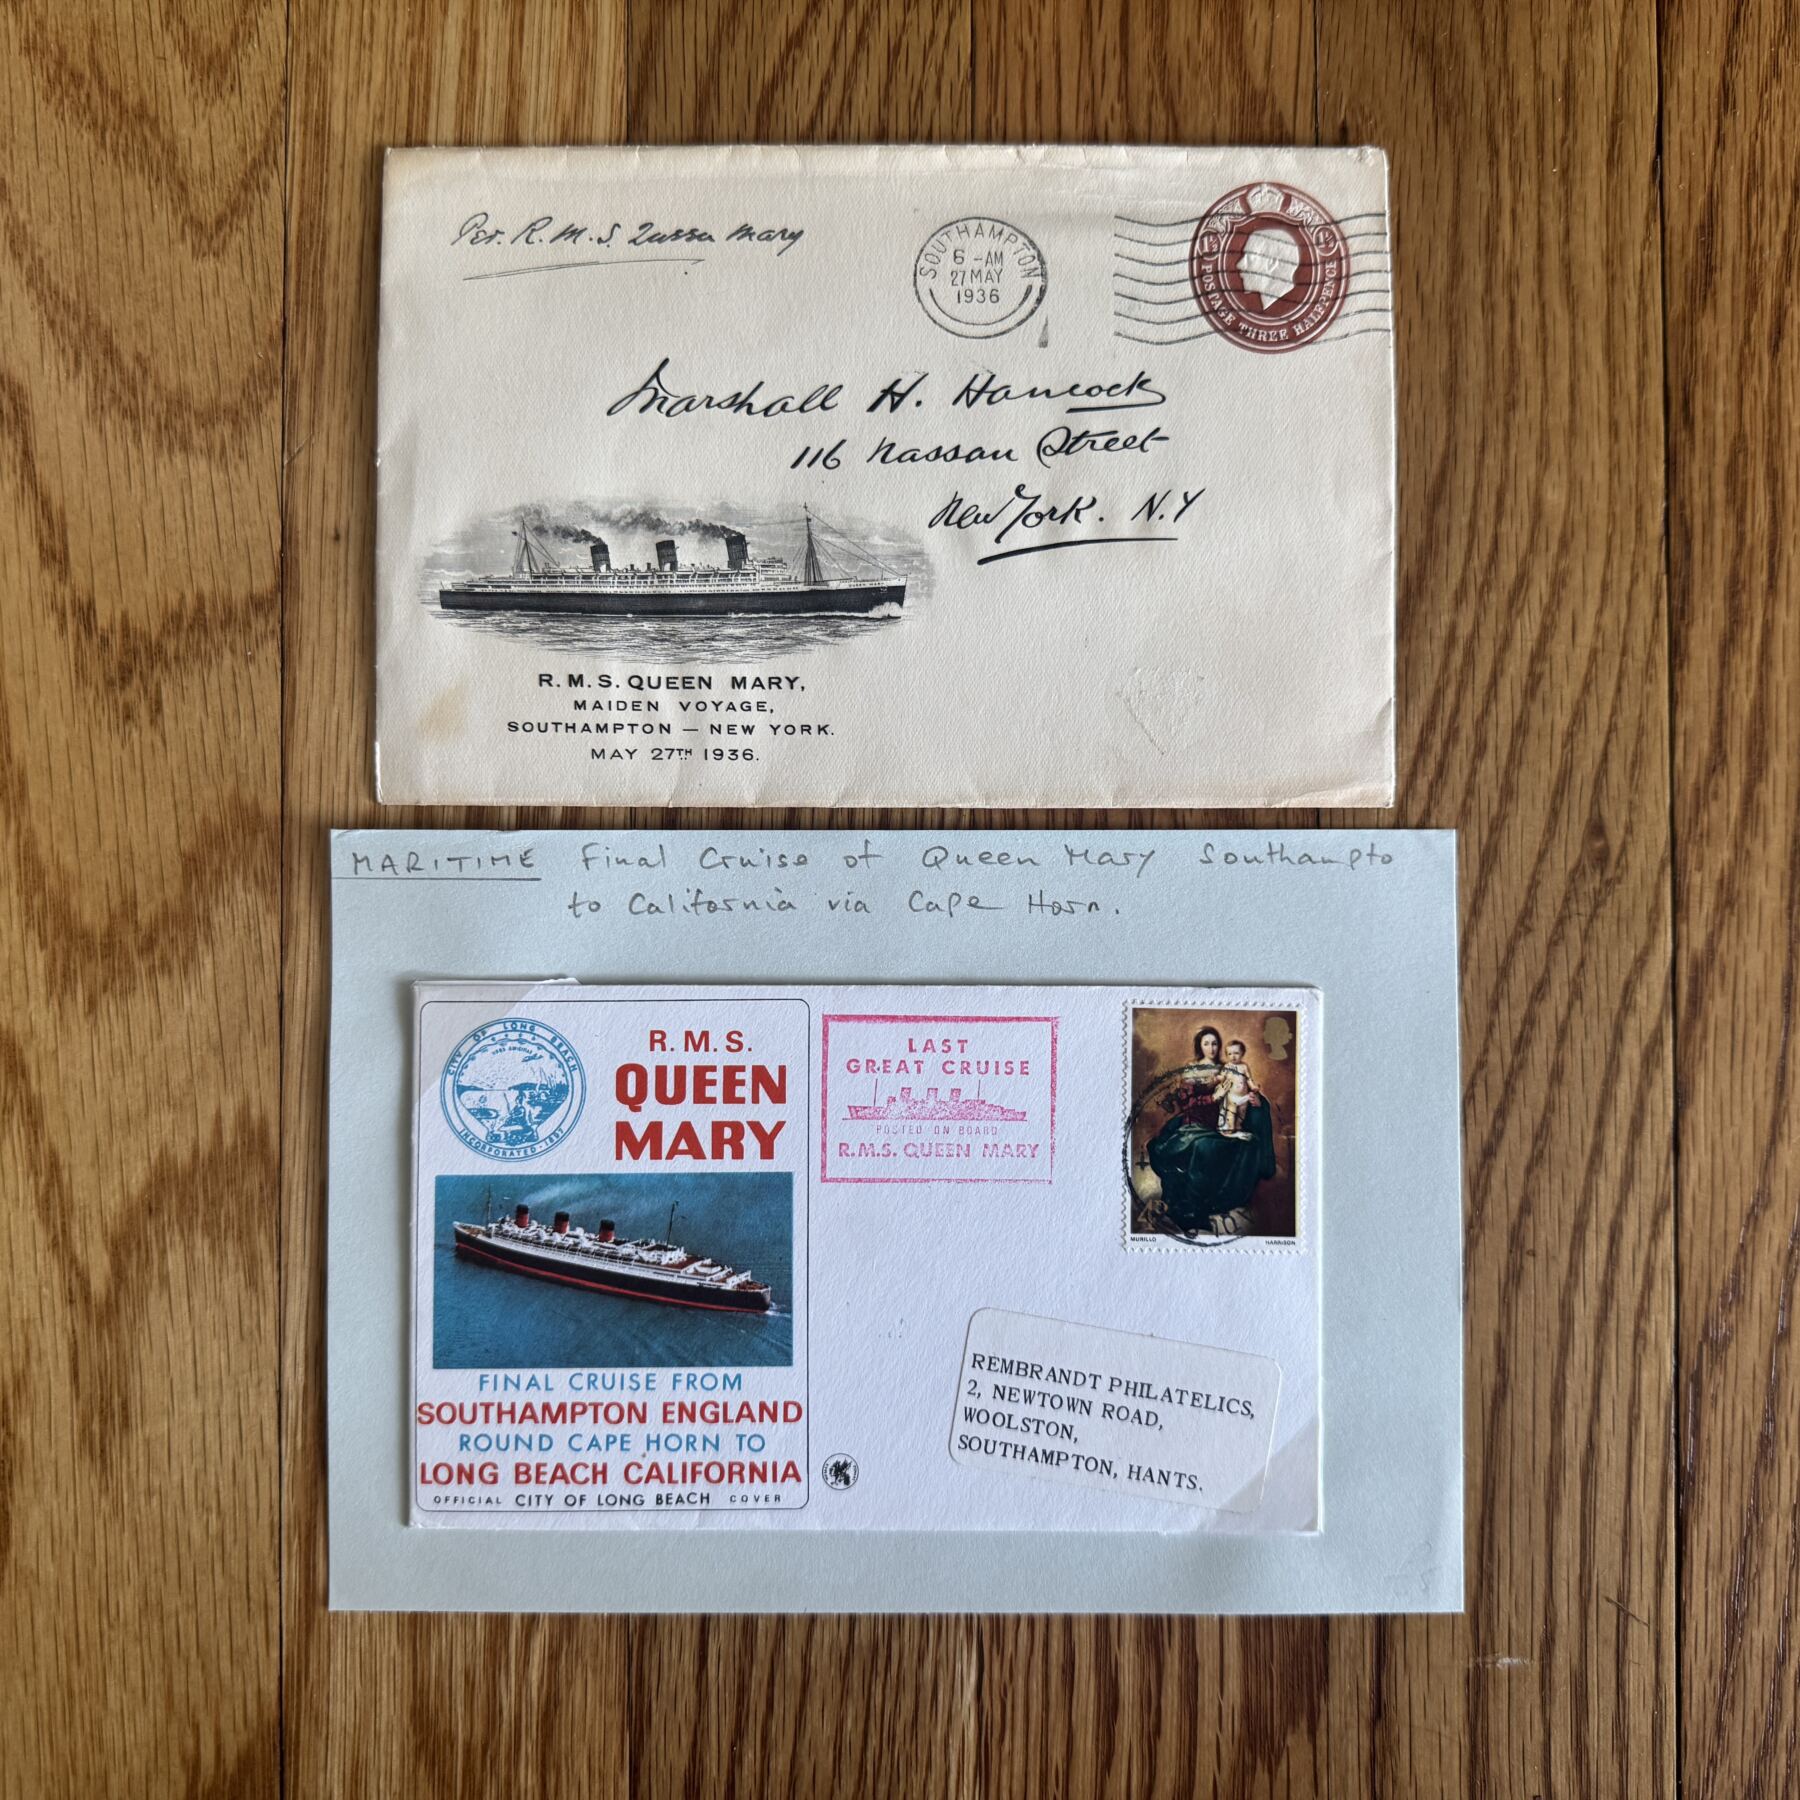 Per. R. M. S. Queen Mary
SOUTHAMPTON
6 - AM
27 MAY
1936
POSTAGE THREE HALFPENCE
Marshall H. Hancock
116 Nassau Street
New York. N.Y
R. M. S. QUEEN MARY,
MAIDEN VOYAGE,
SOUTHAMPTON — NEW YORK.
MAY 27TH 1936.
MARITIME Final Cruise of Queen Mary Southampto
to California via Cape Horn.
CITY OF LONG BEACH
INCORPORATED 1897
R. M. S.
QUEEN
MARY
LAST
GREAT CRUISE
POSTED ON BOARD
R.M.S. QUEEN MARY
4D
MURILLO
HARRISON
FINAL CRUISE FROM
SOUTHAMPTON ENGLAND
ROUND CAPE HORN TO
LONG BEACH CALIFORNIA
OFFICIAL CITY OF LONG BEACH COVER
REMBRANDT PHILATELICS,
2, NEWTOWN ROAD,
WOOLSTON,
SOUTHAMPTON, HANTS.